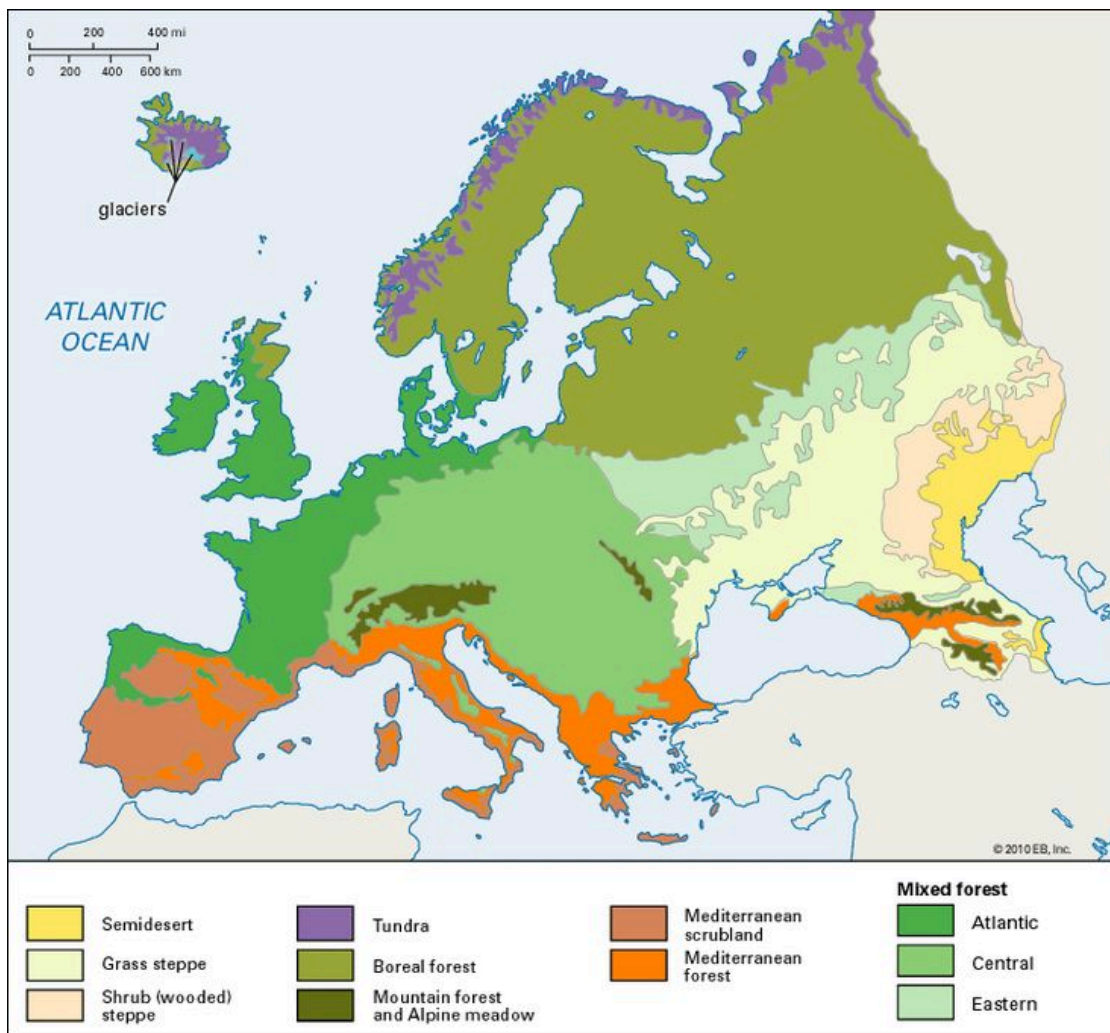 0 200 400 mi
0 200 400 600 km
glaciers
ATLANTIC
OCEAN
© 2010 EB, Inc.
Semidesert
Grass steppe
Shrub (wooded)
steppe
Tundra
Boreal forest
Mountain forest
and Alpine meadow
Mediterranean
scrubland
Mediterranean
forest
Mixed forest
Atlantic
Central
Eastern